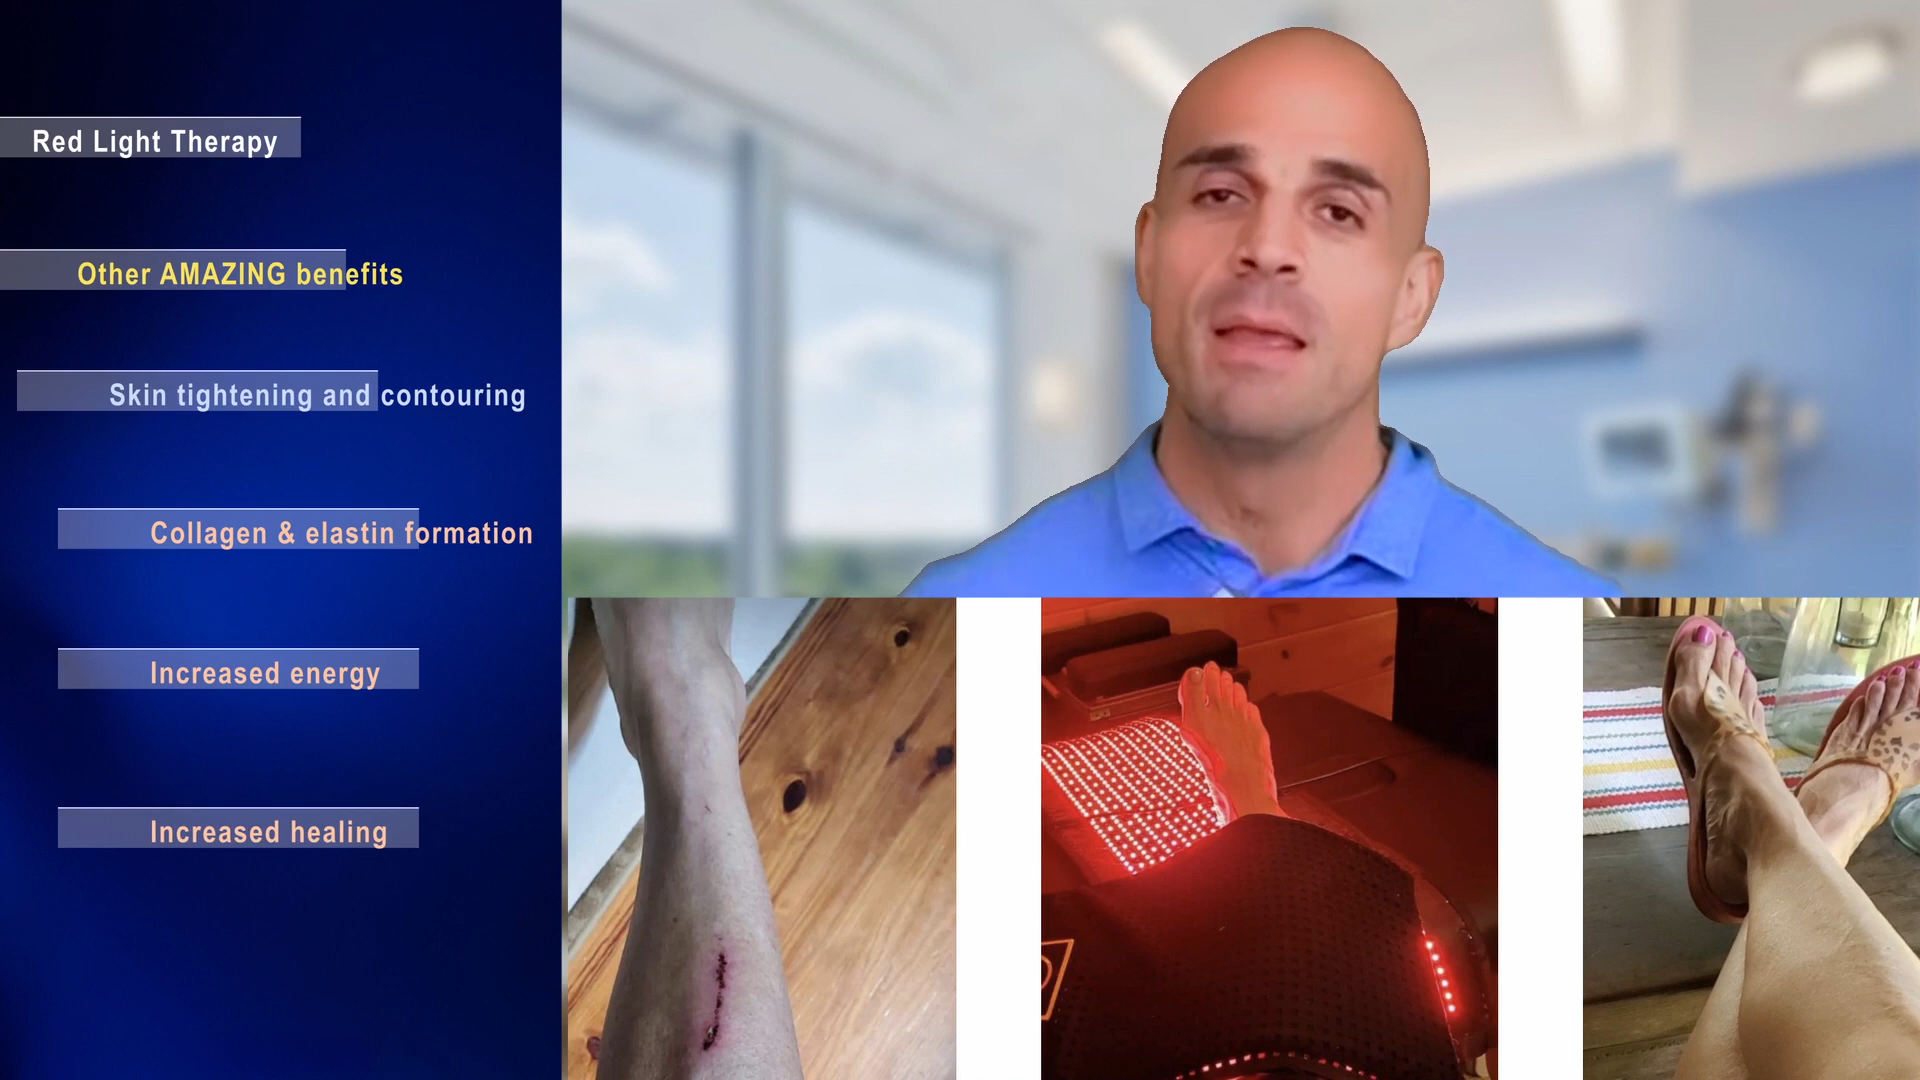 Red Light Therapy
Other AMAZING benefits
Skin tightening and contouring
Collagen & elastin formation
Increased energy
Increased healing